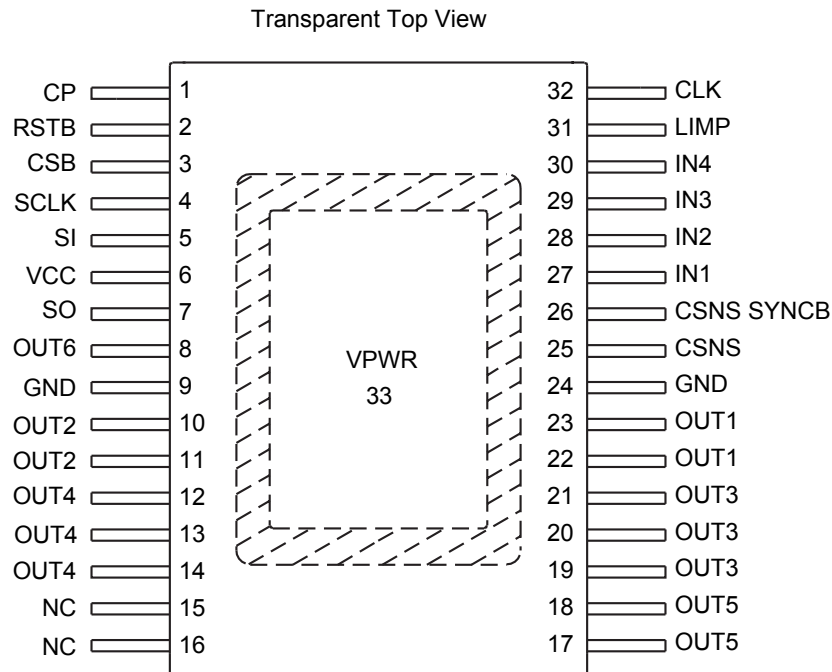 Transparent Top View
CP 1 32 CLK
RSTB 2 31 LIMP
CSB 3 30 IN4
SCLK 4 29 IN3
SI 5 28 IN2
VCC 6 27 IN1
SO 7 26 CSNS SYNCB
OUT6 8 25 CSNS
VPWR
GND 9 24 GND
33
OUT2 10 23 OUT1
OUT2 11 22 OUT1
OUT4 12 21 OUT3
OUT4 13 20 OUT3
OUT4 14 19 OUT3
NC 15 18 OUT5
NC 16 17 OUT5